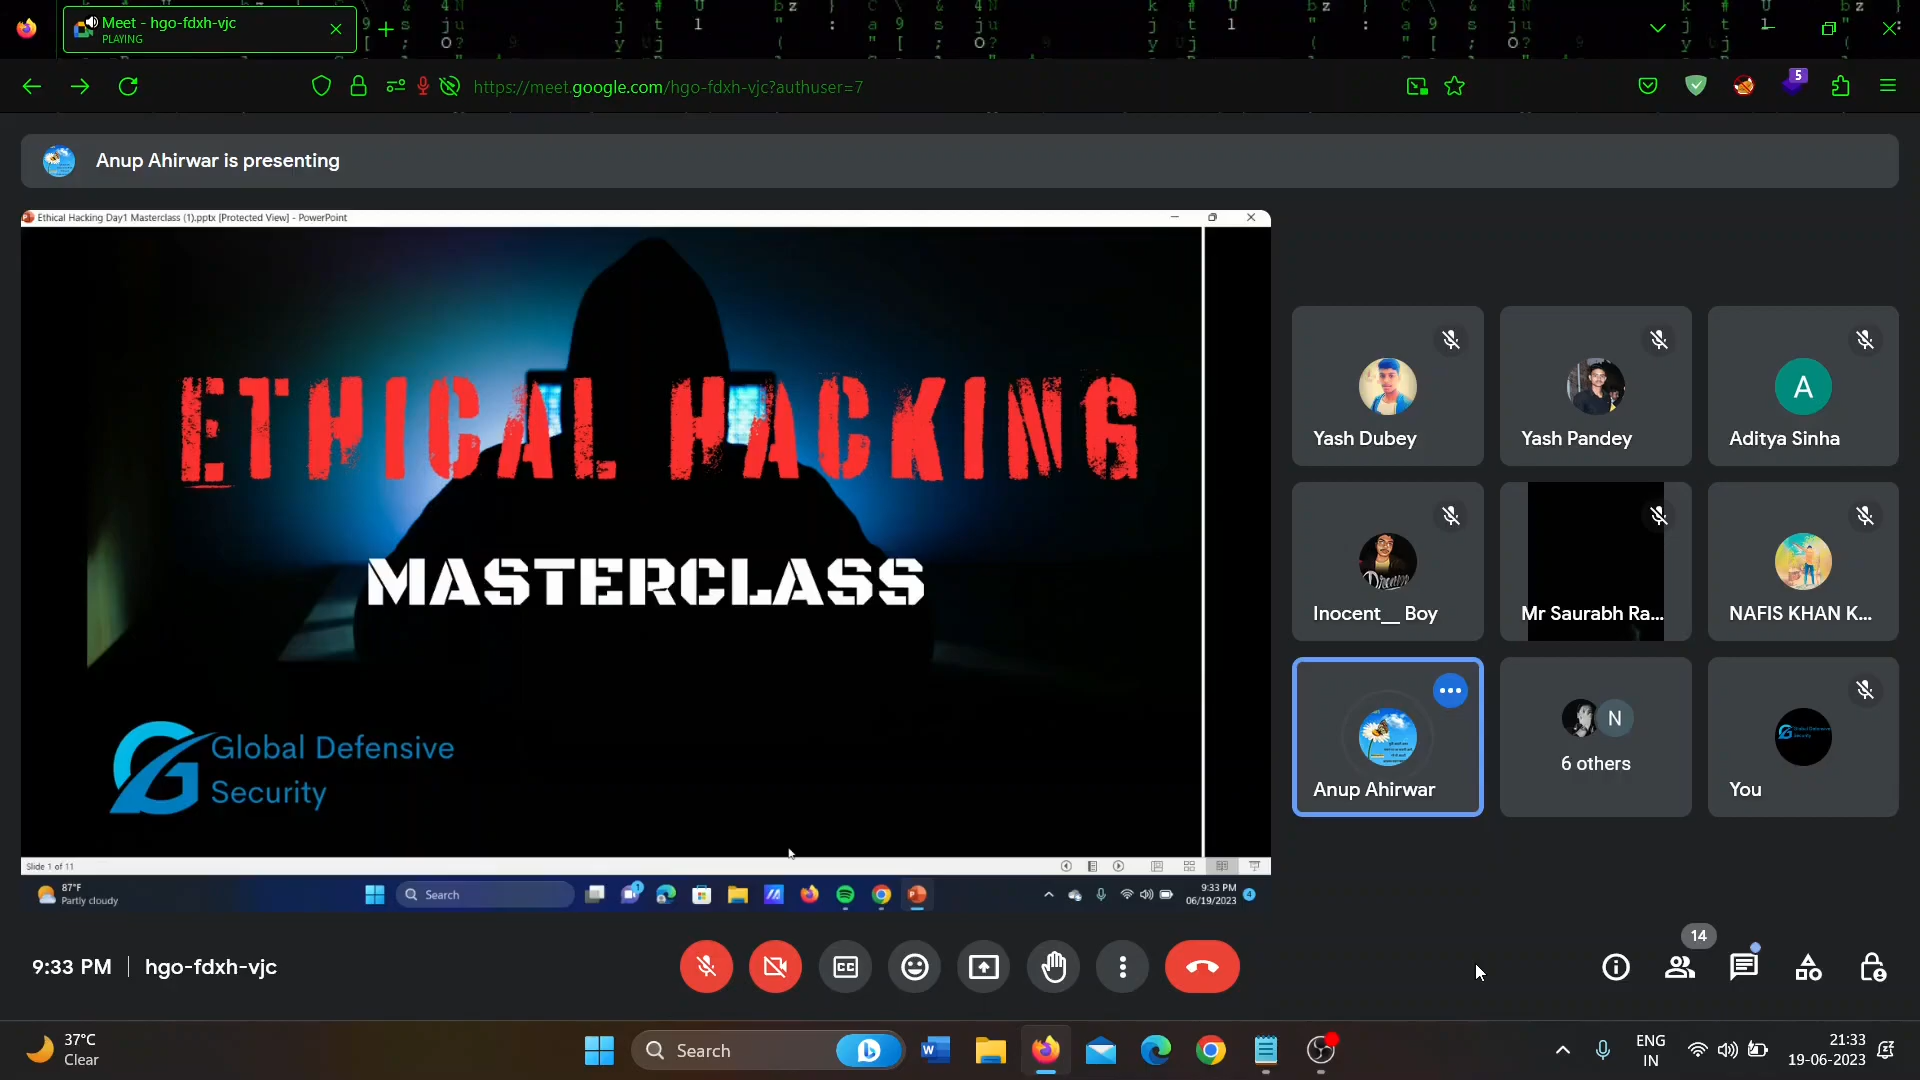 Meet - hgo-fdxh-vjc
PLAYING
https://meet.google.com/hgo-fdxh-vjc?authuser=7
5
Anup Ahirwar is presenting
Ethical Hacking Day1 Masterclass (1).pptx [Protected View] - PowerPoint
ETHICAL HACKING
MASTERCLASS
Global Defensive
Security
Slide 1 of 11
87°F
Partly cloudy
Search
1
9:33 PM
06/19/2023
4
Yash Dubey
Yash Pandey
A
Aditya Sinha
Inocent__ Boy
Mr Saurabh Ra...
NAFIS KHAN K...
Anup Ahirwar
N
6 others
You
9:33 PM
hgo-fdxh-vjc
CC
14
37°C
Clear
Search
ENG
IN
21:33
19-06-2023